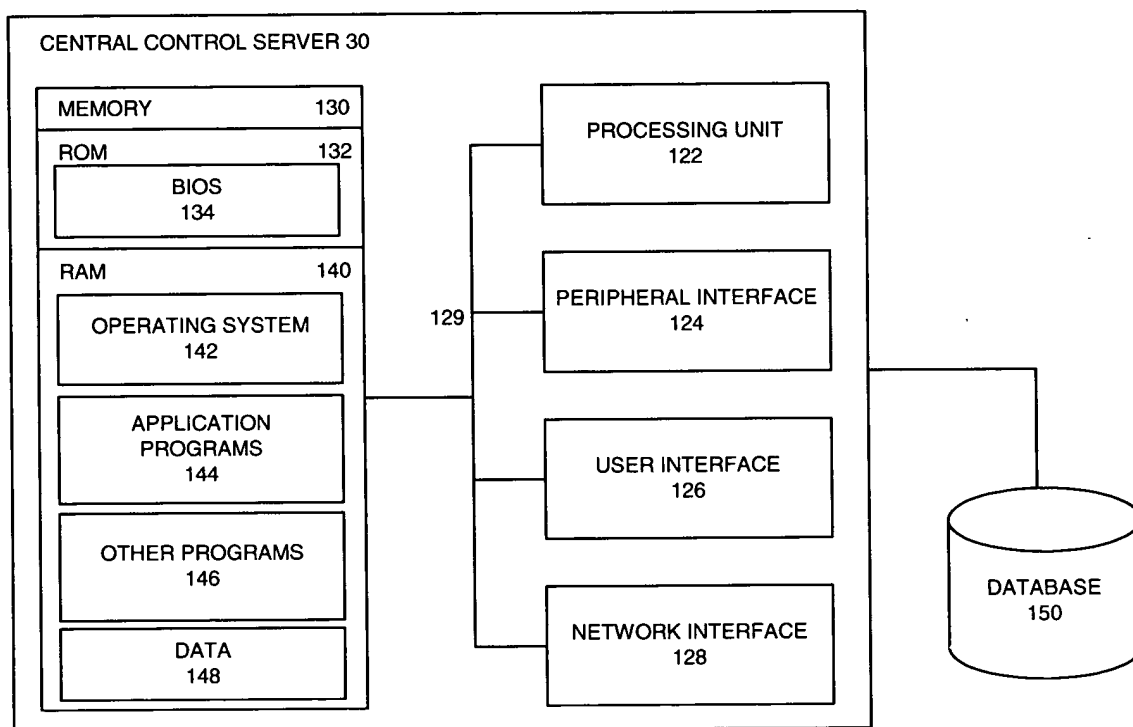 CENTRAL CONTROL SERVER 30
MEMORY 130
ROM 132
BIOS
134
RAM 140
OPERATING SYSTEM
142
APPLICATION
PROGRAMS
144
OTHER PROGRAMS
146
DATA
148
129
PROCESSING UNIT
122
PERIPHERAL INTERFACE
124
USER INTERFACE
126
NETWORK INTERFACE
128
DATABASE
150